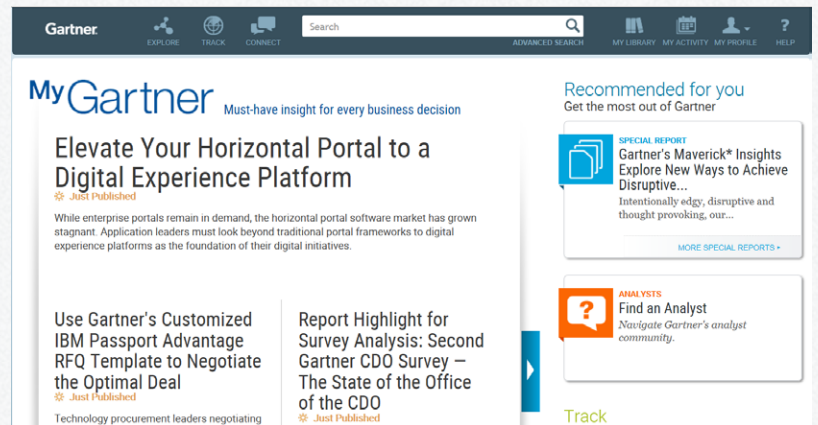 Gartner
EXPLORE
TRACK
CONNECT
Search
ADVANCED SEARCH
MY LIBRARY
MY ACTIVITY
MY PROFILE
?
HELP
My Gartner Must-have insight for every business decision
Elevate Your Horizontal Portal to a
Digital Experience Platform
Just Published
While enterprise portals remain in demand, the horizontal portal software market has grown
stagnant. Application leaders must look beyond traditional portal frameworks to digital
experience platforms as the foundation of their digital initiatives.
Use Gartner's Customized
IBM Passport Advantage
RFQ Template to Negotiate
the Optimal Deal
Just Published
Technology procurement leaders negotiating
Report Highlight for
Survey Analysis: Second
Gartner CDO Survey —
The State of the Office
of the CDO
Just Published
Recommended for you
Get the most out of Gartner
SPECIAL REPORT
Gartner's Maverick* Insights
Explore New Ways to Achieve
Disruptive...
Intentionally edgy, disruptive and
thought provoking, our...
MORE SPECIAL REPORTS
?
ANALYSTS
Find an Analyst
Navigate Gartner's analyst
community.
Track